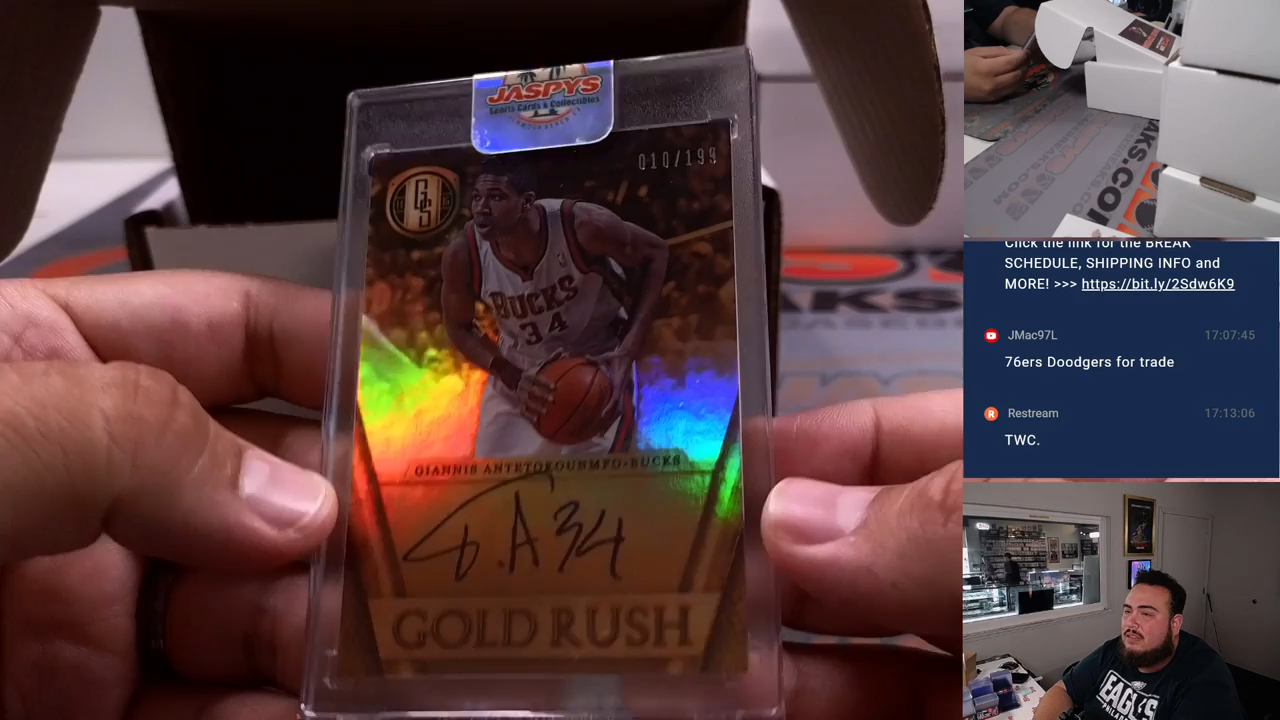 JASPYS
Sports Cards & Collectibles
010/199
GS
BUCKS
34
GIANNIS ANTETOKOUNMPO•BUCKS
G.A 34
GOLD RUSH
Click the link for the BREAK
SCHEDULE, SHIPPING INFO and
MORE! >>> https://bit.ly/2Sdw6K9
JMac97L 17:07:45
76ers Doodgers for trade
R Restream 17:13:06
TWC.
EAGLES